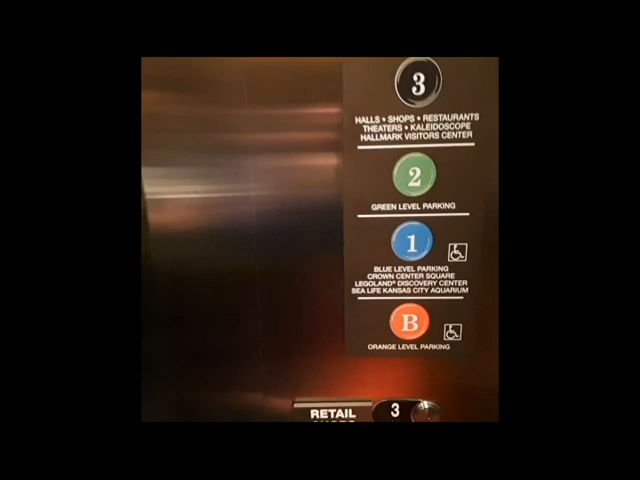 3
HALLS • SHOPS • RESTAURANTS
THEATERS • KALEIDOSCOPE
HALLMARK VISITORS CENTER
2
GREEN LEVEL PARKING
1
BLUE LEVEL PARKING
CROWN CENTER SQUARE
LEGOLAND® DISCOVERY CENTER
SEA LIFE KANSAS CITY AQUARIUM
B
ORANGE LEVEL PARKING
RETAIL 3